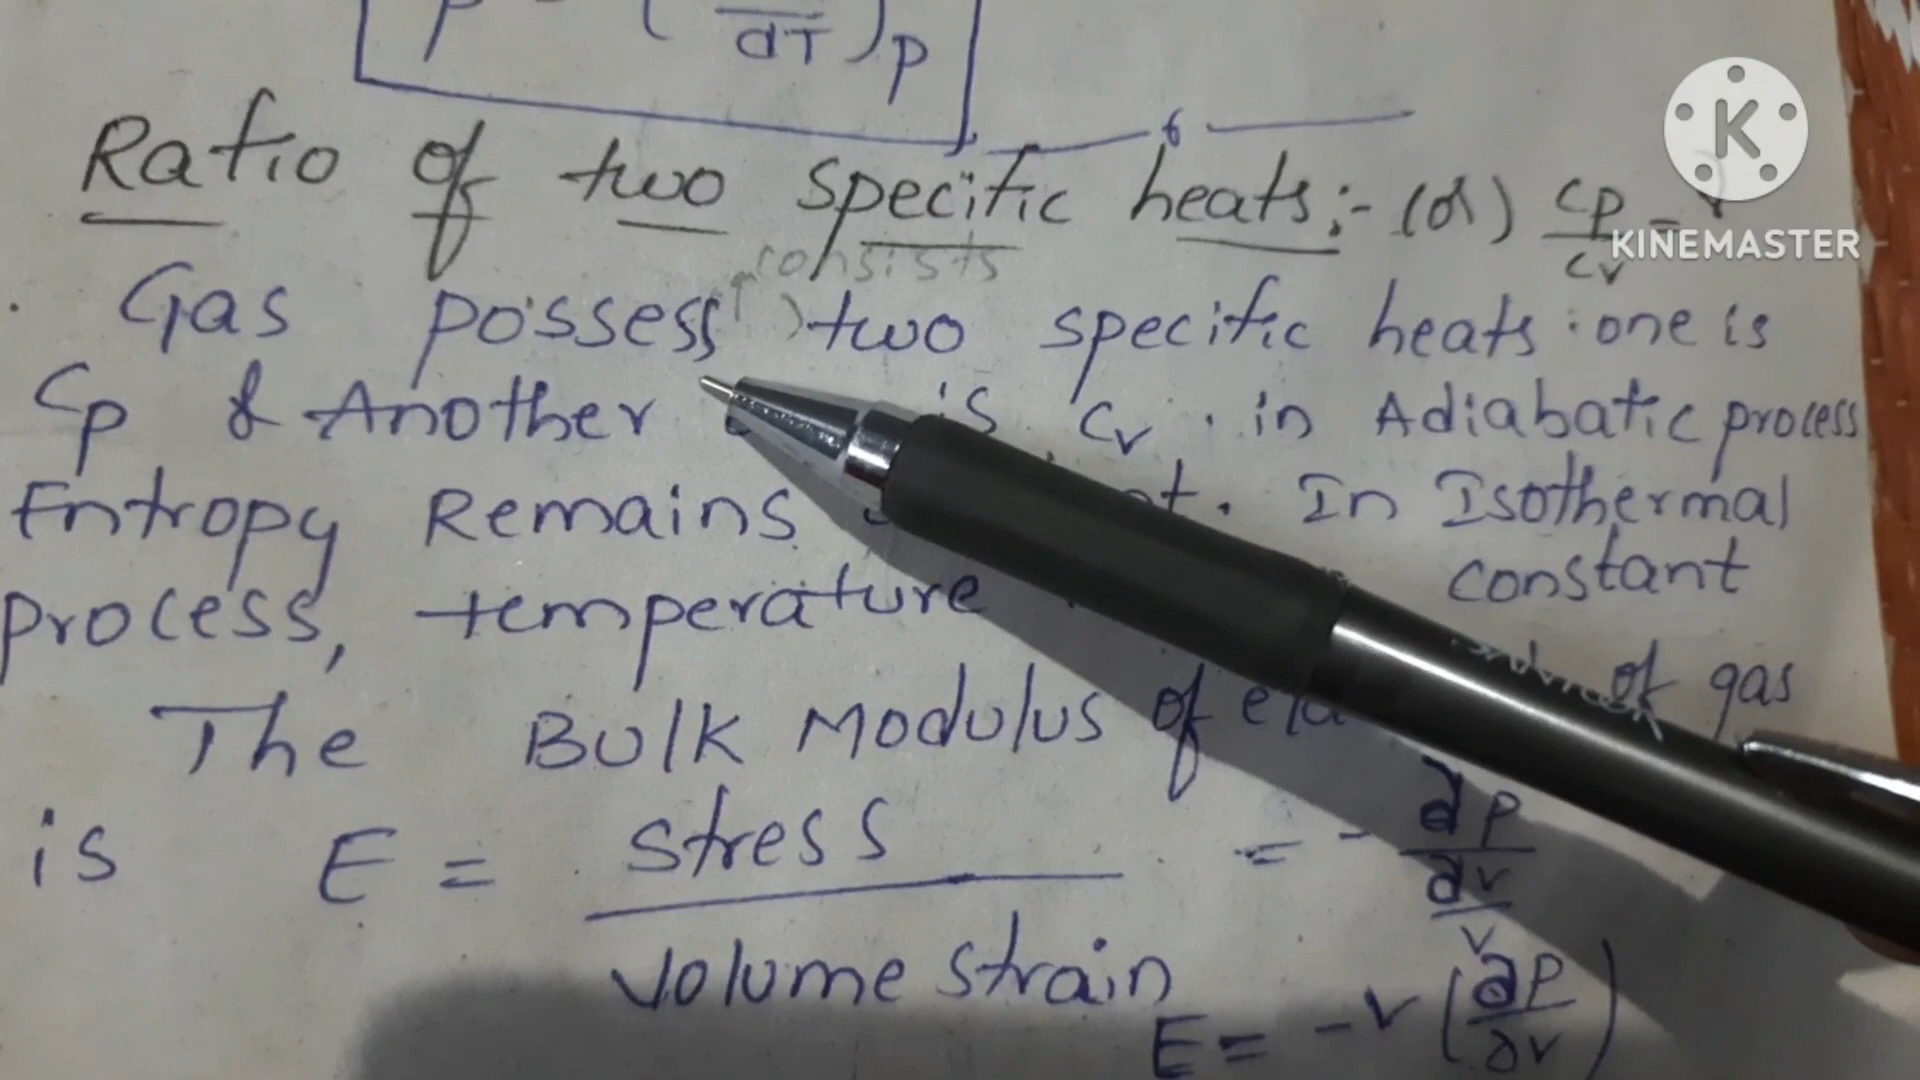 dT)p
6
Ratio of two specific heats:- (or) Cp/Cv =
consists
Gas possess ( ) two specific heats. one is
Cp & Another is Cv. in Adiabatic process
Entropy Remains In Isothermal
process, temperature constant
The Bulk Modulus of of gas
is E = stress / Volume strain = - ∂p / ∂v/v
E = -v (∂p/∂v)
K
KINEMASTER